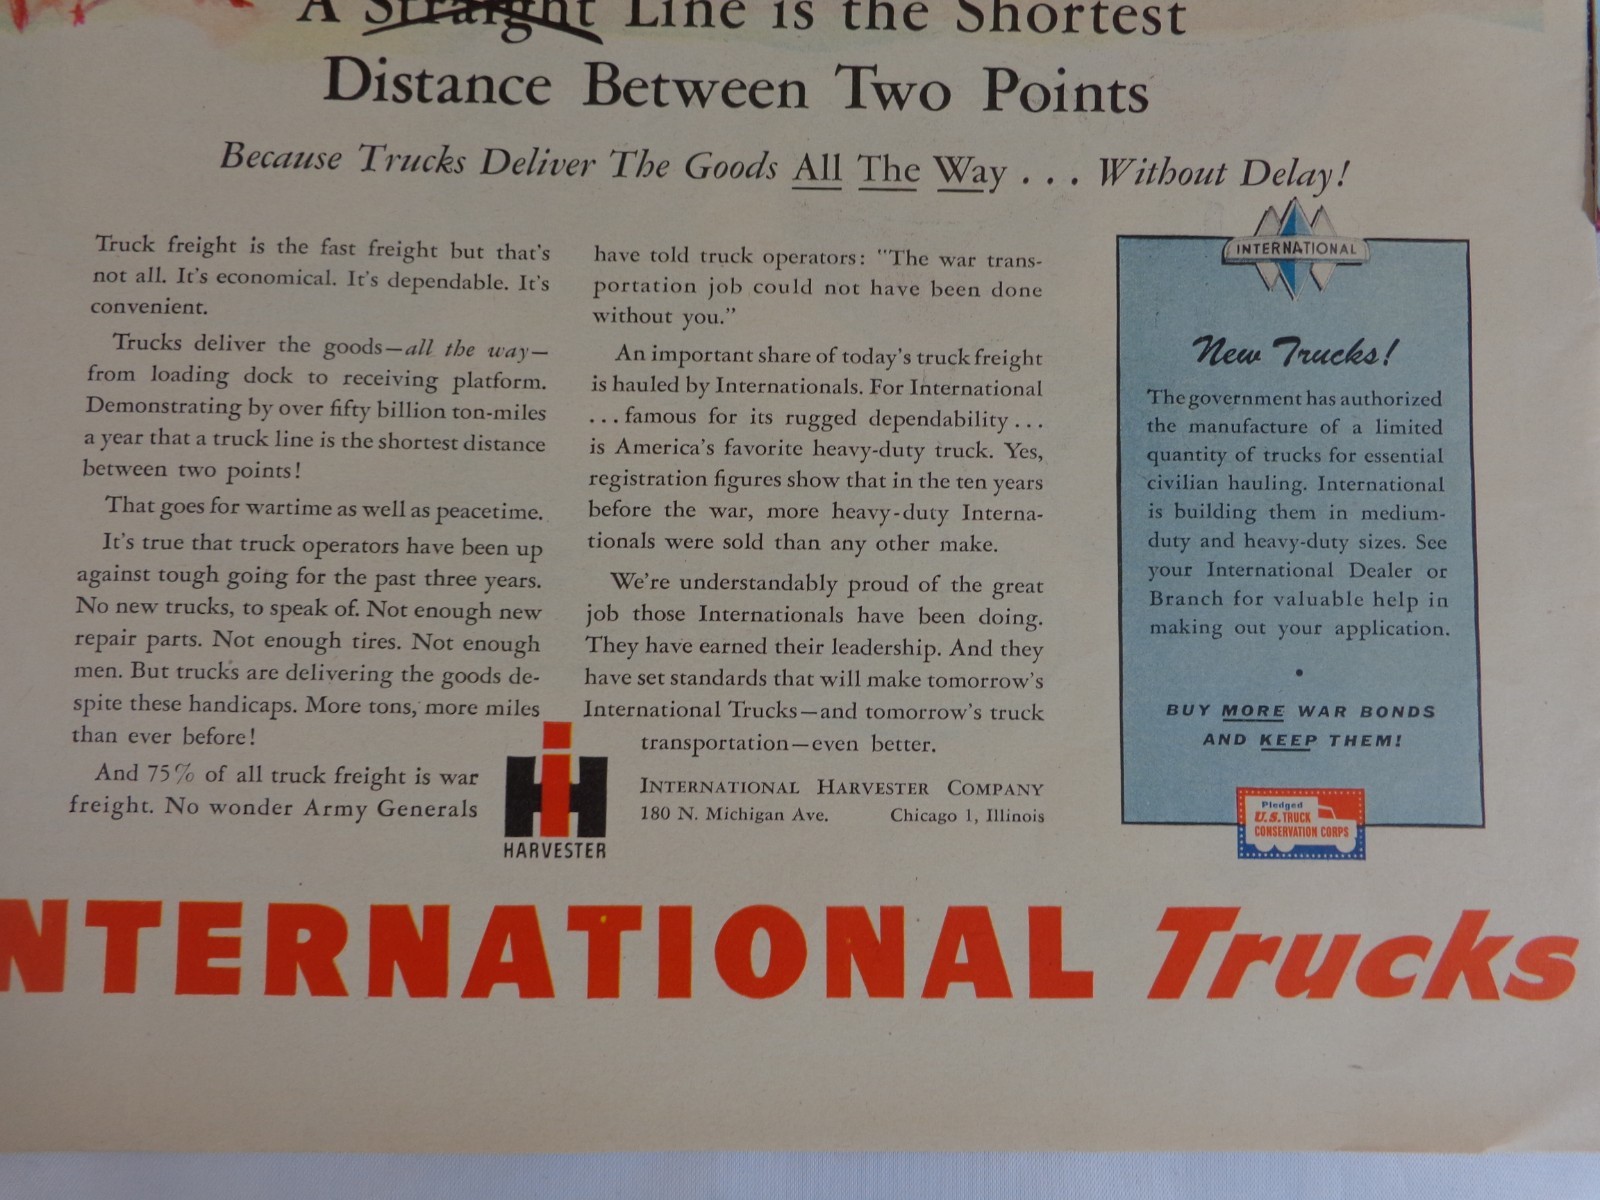 A Straight Line is the Shortest
Distance Between Two Points
Because Trucks Deliver The Goods All The Way . . . Without Delay!
Truck freight is the fast freight but that's
not all. It's economical. It's dependable. It's
convenient.
Trucks deliver the goods—all the way—
from loading dock to receiving platform.
Demonstrating by over fifty billion ton-miles
a year that a truck line is the shortest distance
between two points!
That goes for wartime as well as peacetime.
It's true that truck operators have been up
against tough going for the past three years.
No new trucks, to speak of. Not enough new
repair parts. Not enough tires. Not enough
men. But trucks are delivering the goods de-
spite these handicaps. More tons, more miles
than ever before!
And 75% of all truck freight is war
freight. No wonder Army Generals
have told truck operators: "The war trans-
portation job could not have been done
without you."
An important share of today's truck freight
is hauled by Internationals. For International
...famous for its rugged dependability...
is America's favorite heavy-duty truck. Yes,
registration figures show that in the ten years
before the war, more heavy-duty Interna-
tionals were sold than any other make.
We're understandably proud of the great
job those Internationals have been doing.
They have earned their leadership. And they
have set standards that will make tomorrow's
International Trucks—and tomorrow's truck
transportation—even better.
INTERNATIONAL HARVESTER COMPANY
180 N. Michigan Ave. Chicago 1, Illinois
IH
HARVESTER
INTERNATIONAL
New Trucks!
The government has authorized
the manufacture of a limited
quantity of trucks for essential
civilian hauling. International
is building them in medium-
duty and heavy-duty sizes. See
your International Dealer or
Branch for valuable help in
making out your application.
•
BUY MORE WAR BONDS
AND KEEP THEM!
Pledged
U.S. TRUCK
CONSERVATION CORPS
NTERNATIONAL Trucks